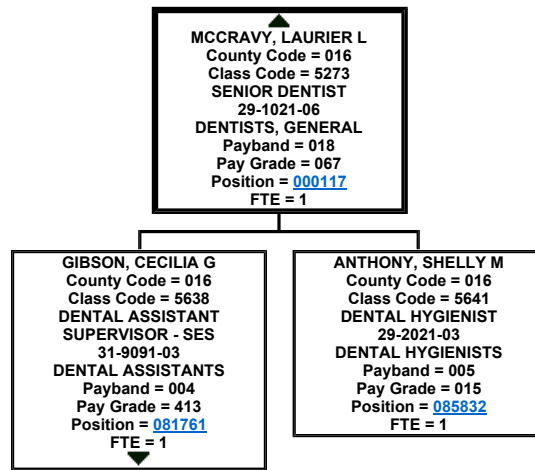 MCCRAVY, LAURIER L
County Code = 016
Class Code = 5273
SENIOR DENTIST
29-1021-06
DENTISTS, GENERAL
Payband = 018
Pay Grade = 067
Position = 000117
FTE = 1
GIBSON, CECILIA G
County Code = 016
Class Code = 5638
DENTAL ASSISTANT
SUPERVISOR - SES
31-9091-03
DENTAL ASSISTANTS
Payband = 004
Pay Grade = 413
Position = 081761
FTE = 1
ANTHONY, SHELLY M
County Code = 016
Class Code = 5641
DENTAL HYGIENIST
29-2021-03
DENTAL HYGIENISTS
Payband = 005
Pay Grade = 015
Position = 085832
FTE = 1